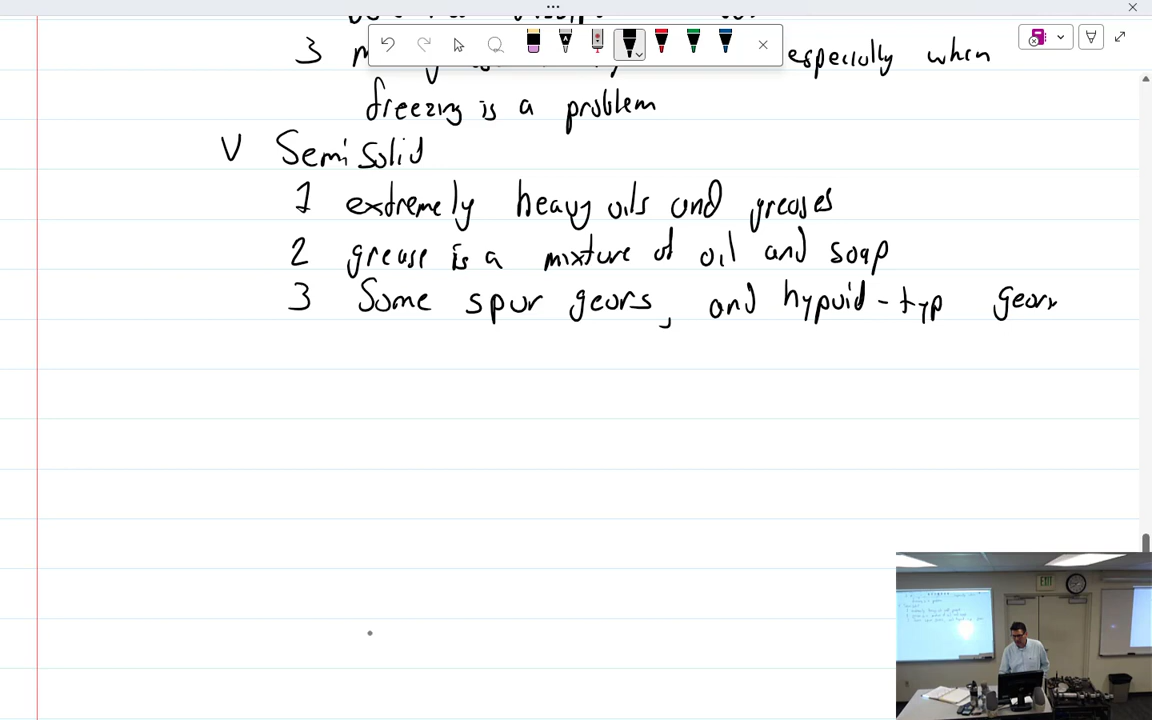 3 especially when
freezing is a problem
V Semi Solid
1 extremely heavy oils and greases
2 grease is a mixture of oil and soap
3 Some spur gears, and hypoid-typ gears
EXIT